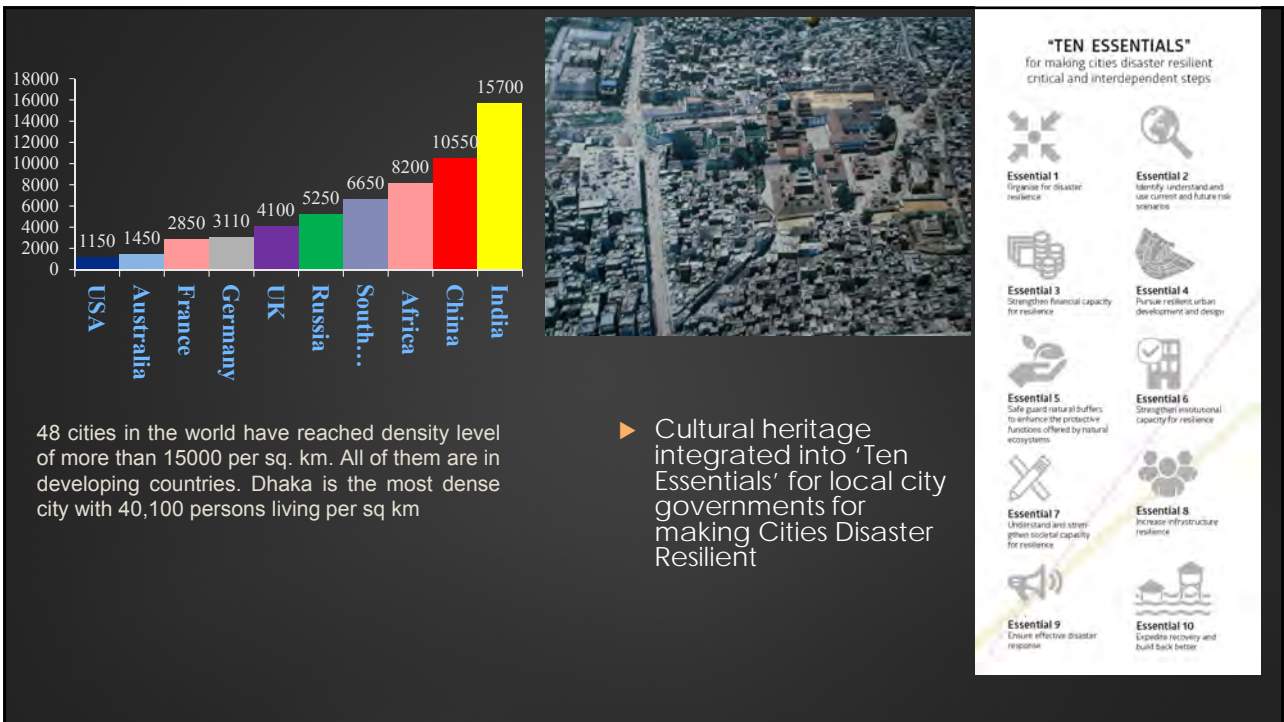 18000
16000
14000
12000
10000
8000
6000
4000
2000
0
1150
1450
2850
3110
4100
5250
6650
8200
10550
15700
USA
Australia
France
Germany
UK
Russia
South…
Africa
China
India
48 cities in the world have reached density level
of more than 15000 per sq. km. All of them are in
developing countries. Dhaka is the most dense
city with 40,100 persons living per sq km
Cultural heritage
integrated into ‘Ten
Essentials’ for local city
governments for
making Cities Disaster
Resilient
"TEN ESSENTIALS"
for making cities disaster resilient
critical and interdependent steps
Essential 1
Organise for disaster
resilience
Essential 2
Identify, understand and
use current and future risk
scenarios
Essential 3
Strengthen financial capacity
for resilience
Essential 4
Pursue resilient urban
development and design
Essential 5
Safe guard natural buffers
to enhance the protective
functions offered by natural
ecosystems
Essential 6
Strengthen institutional
capacity for resilience
Essential 7
Understand and stren-
gthen societal capacity
for resilience
Essential 8
Increase infrastructure
resilience
Essential 9
Ensure effective disaster
response
Essential 10
Expedite recovery and
build back better